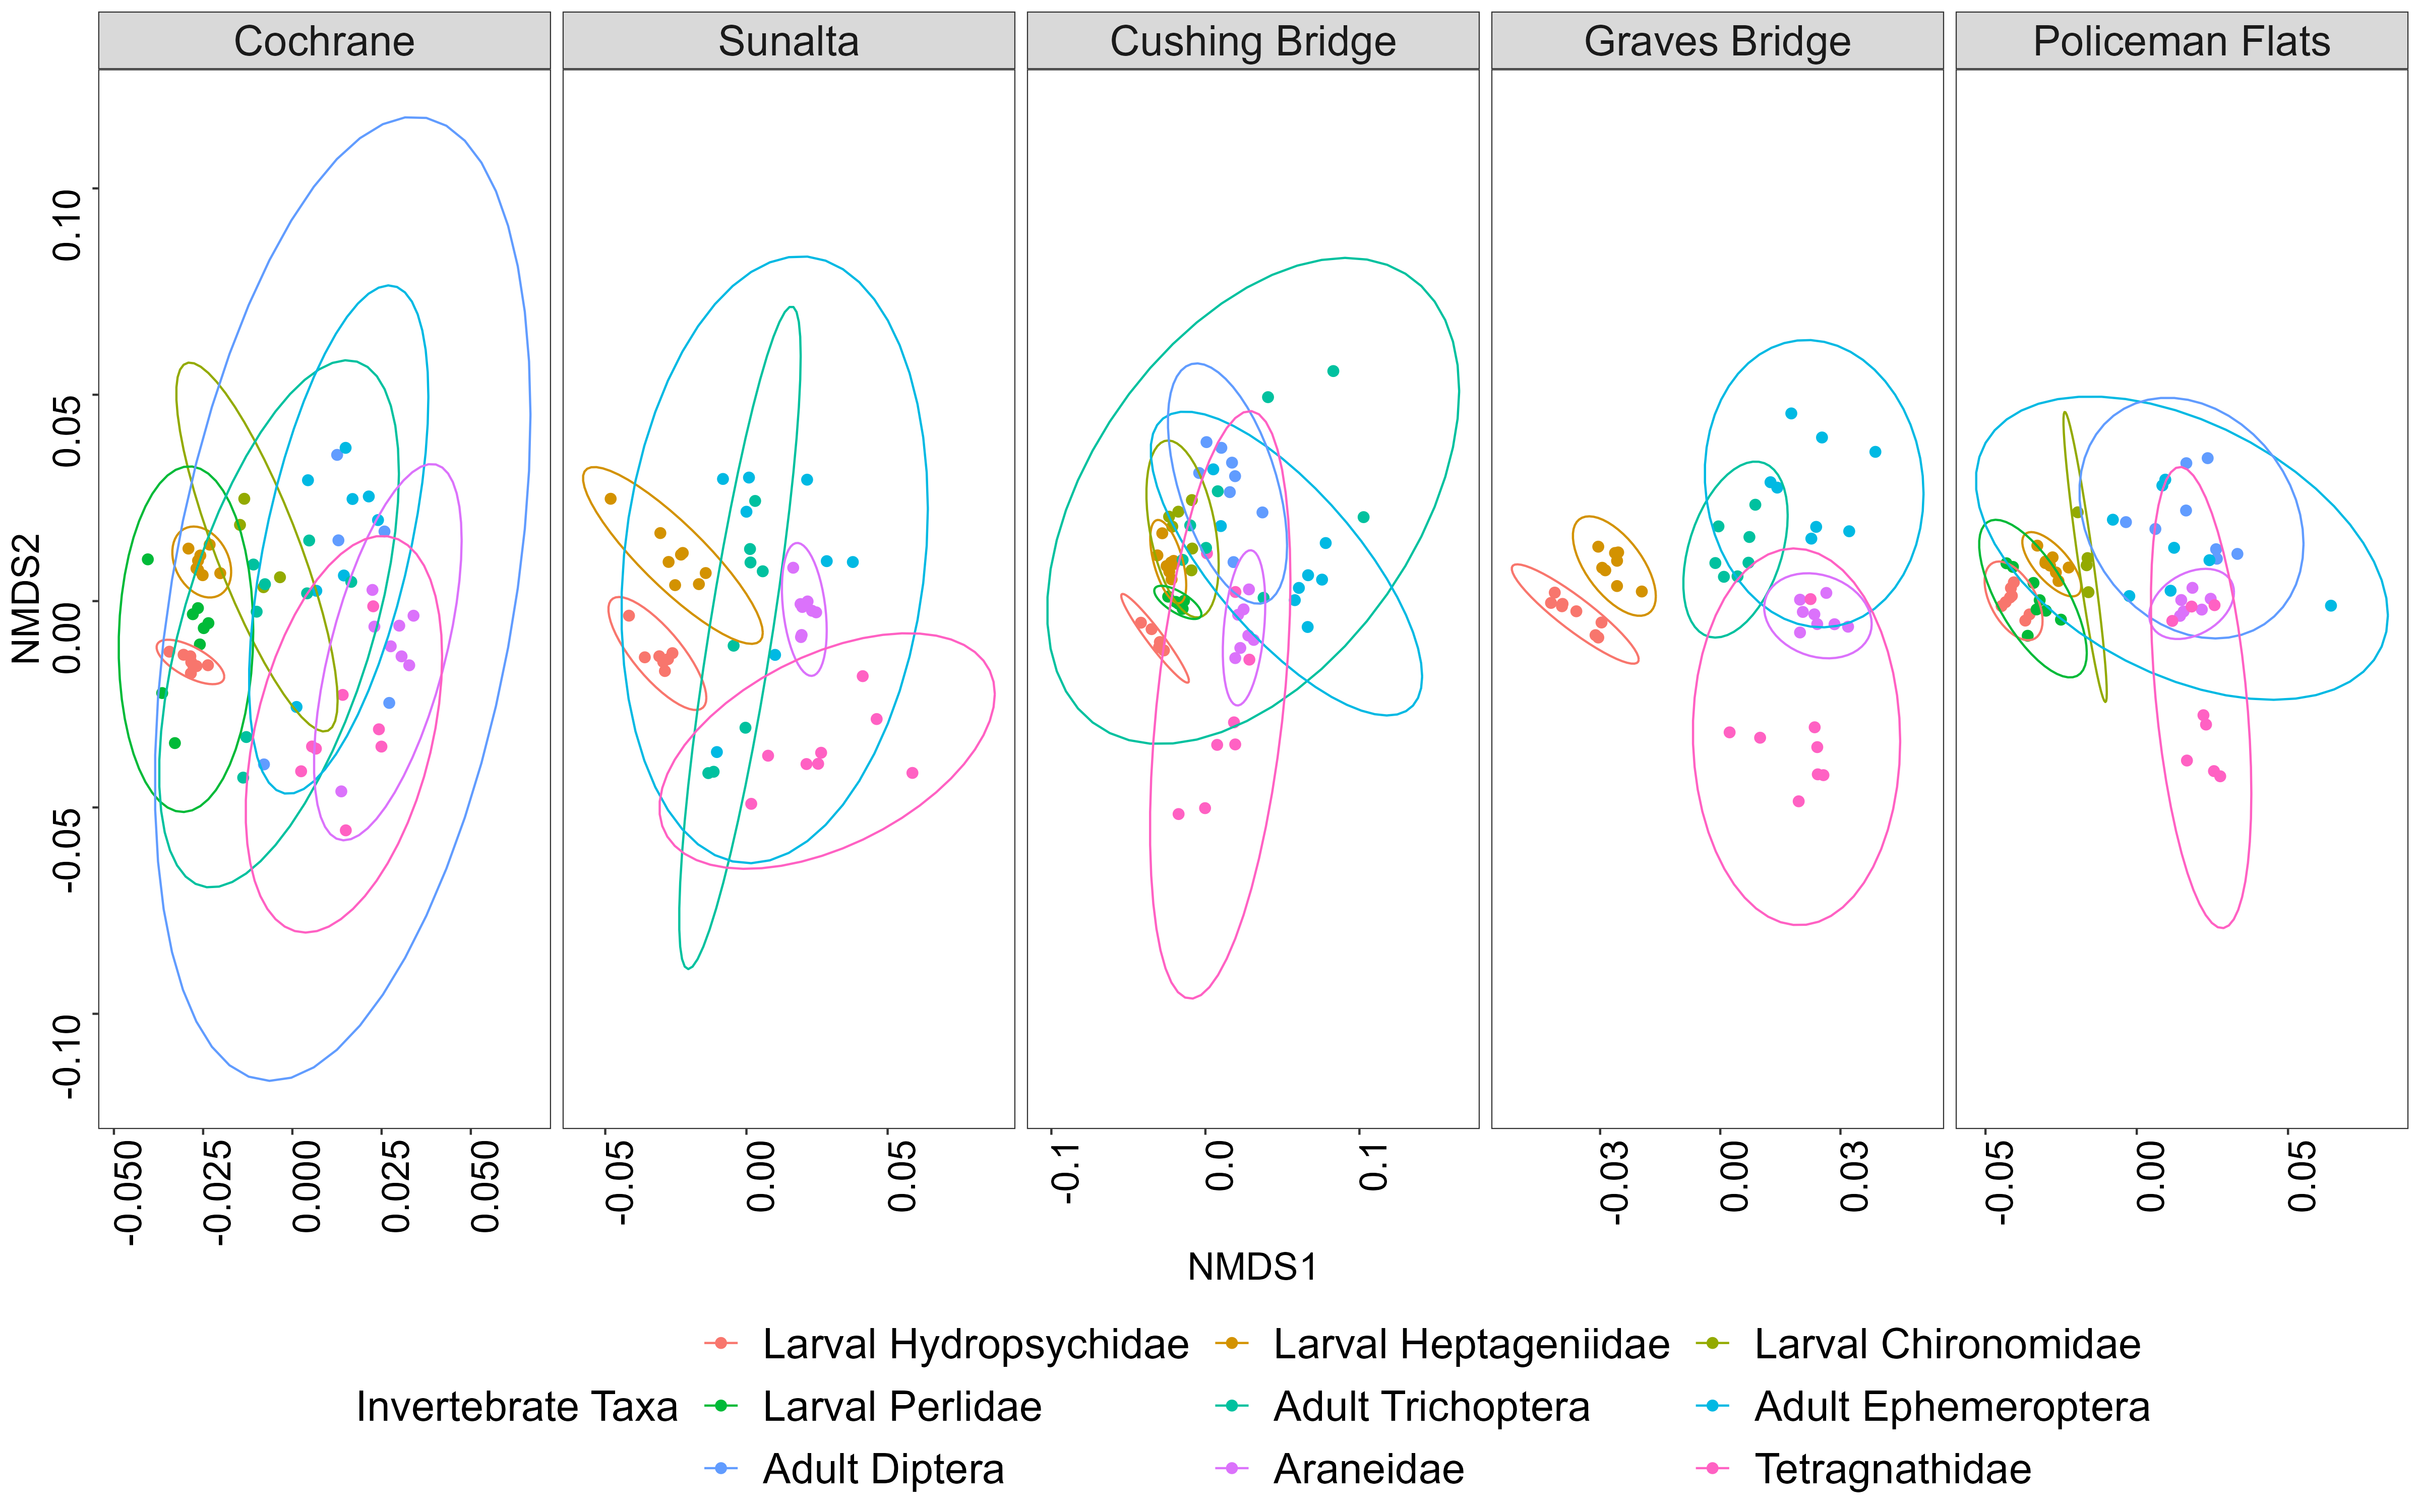 Cochrane Sunalta Cushing Bridge Graves Bridge Policeman Flats
NMDS2
0.10
0.05
0.00
-0.05
-0.10
-0.050 -0.025 0.000 0.025 0.050 -0.05 0.00 0.05 -0.1 0.0 0.1 -0.03 0.00 0.03 -0.05 0.00 0.05
NMDS1
Larval Hydropsychidae Larval Heptageniidae Larval Chironomidae
Invertebrate Taxa Larval Perlidae Adult Trichoptera Adult Ephemeroptera
Adult Diptera Araneidae Tetragnathidae